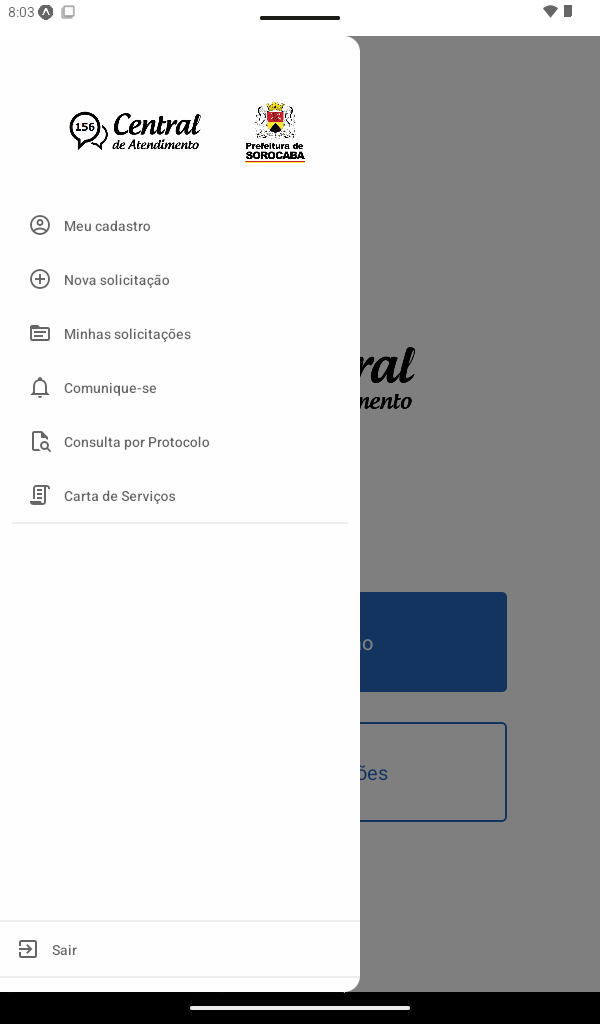 8:03
156
Central
de Atendimento
Prefeitura de
SOROCABA
Meu cadastro
Nova solicitação
Minhas solicitações
ral
mento
Comunique-se
Consulta por Protocolo
Carta de Serviços
o
ões
Sair